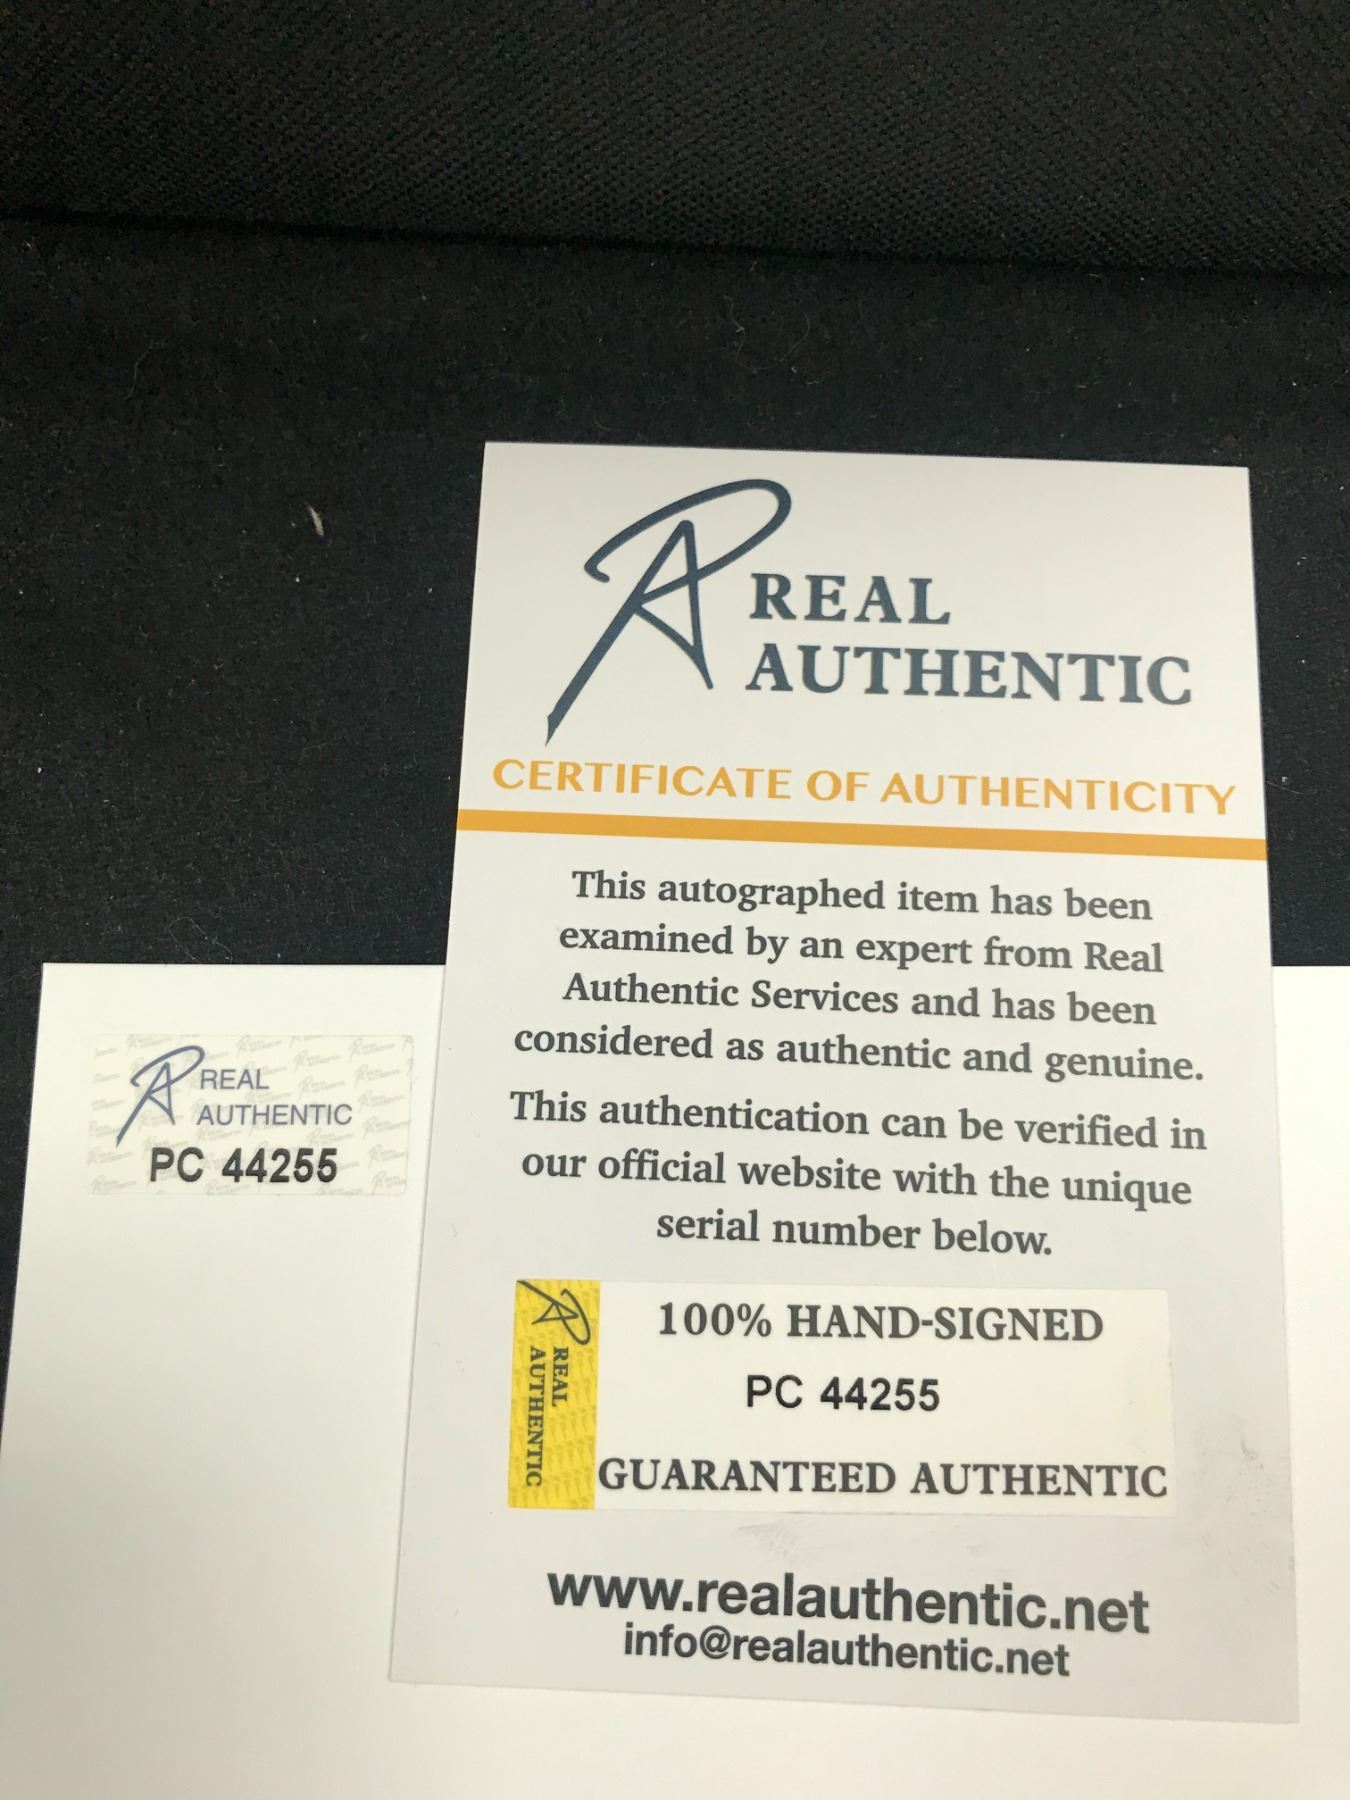 REAL
AUTHENTIC
CERTIFICATE OF AUTHENTICITY
This autographed item has been
examined by an expert from Real
Authentic Services and has been
considered as authentic and genuine.
This authentication can be verified in
our official website with the unique
serial number below.
REAL
AUTHENTIC
100% HAND-SIGNED
PC 44255
GUARANTEED AUTHENTIC
www.realauthentic.net
info@realauthentic.net
REAL
AUTHENTIC
PC 44255